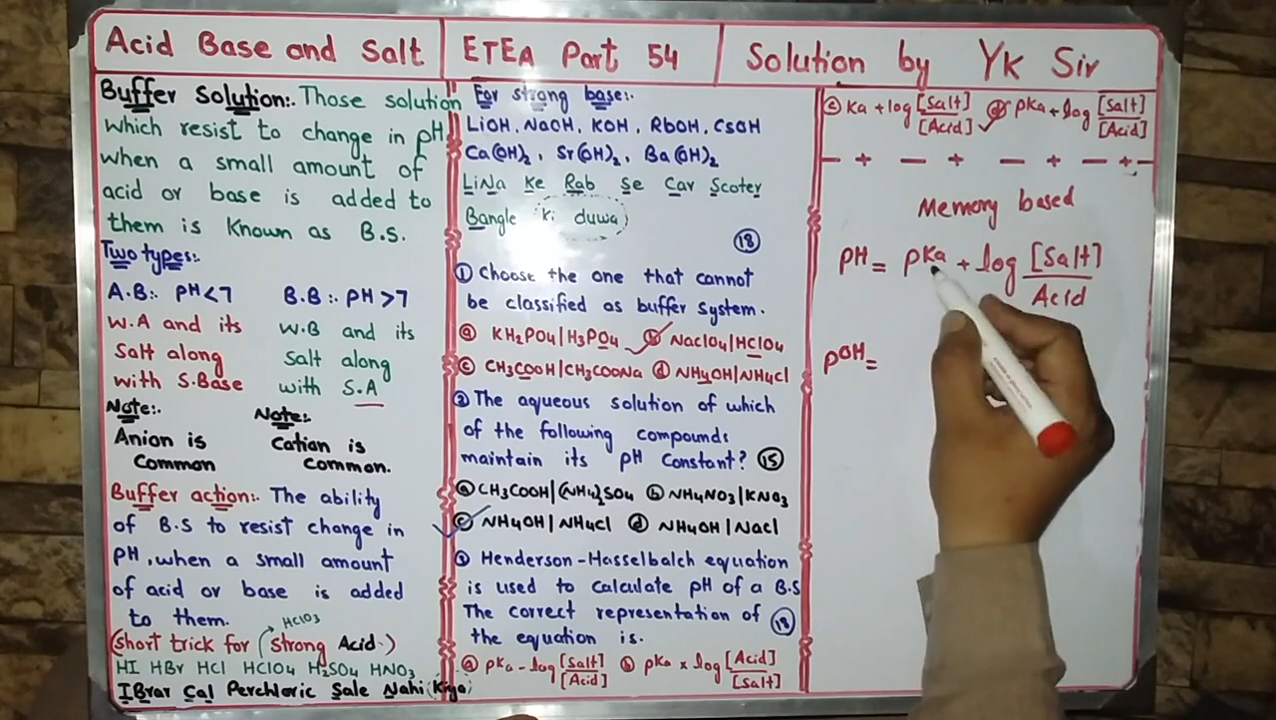 Acid Base and Salt
ETEA Part 54
Solution by YK Sir
Buffer Solution:. Those solution
which resist to change in pH
when a small amount of
acid or base is added to
them is Known as B.S.
Two types:.
A.B:. PH<7
W.A and its
Salt along
with S.Base
Note:.
Anion is
Common
B.B:. PH>7
W.B and its
Salt along
with S.A
Note:.
Cation is
Common.
Buffer action:. The ability
of B.S to resist change in
PH, when a small amount
of acid or base is added
to them.
HClO3
(short trick for strong Acid.)
HI HBr HCl HClO4 H2SO4 HNO3
IBrar Cal Perchloric Sale Nahi (Kiya)
For strong base:.
LiOH, NaOH, KOH, RbOH, CsOH
Ca(OH)2, Sr(OH)2, Ba(OH)2
LiNa Ke Rab Se Car Scoter
Bangle (ki duwa)
(18)
① Choose the one that cannot
be classified as buffer system.
ⓐ KH2PO4|H3PO4 ⓑ NaClO4|HClO4
ⓒ CH3COOH|CH3COONa ⓓ NH4OH|NH4Cl
② The aqueous solution of which
of the following compounds
maintain its pH Constant? (15)
ⓐ CH3COOH|(NH4)2SO4 ⓑ NH4NO3|KNO3
ⓒ NH4OH|NH4Cl ⓓ NH4OH|NaCl
③ Henderson-Hasselbalch equation
is used to calculate pH of a B.S
The correct representation of
the equation is.
ⓐ PKa - log [Salt]/[Acid] ⓑ PKa x log [Acid]/[Salt]
ⓒ Ka + log [Salt]/[Acid] ⓓ PKa + log [Salt]/[Acid]
Memory based
PH = PKa + log [Salt]/Acid
POH =